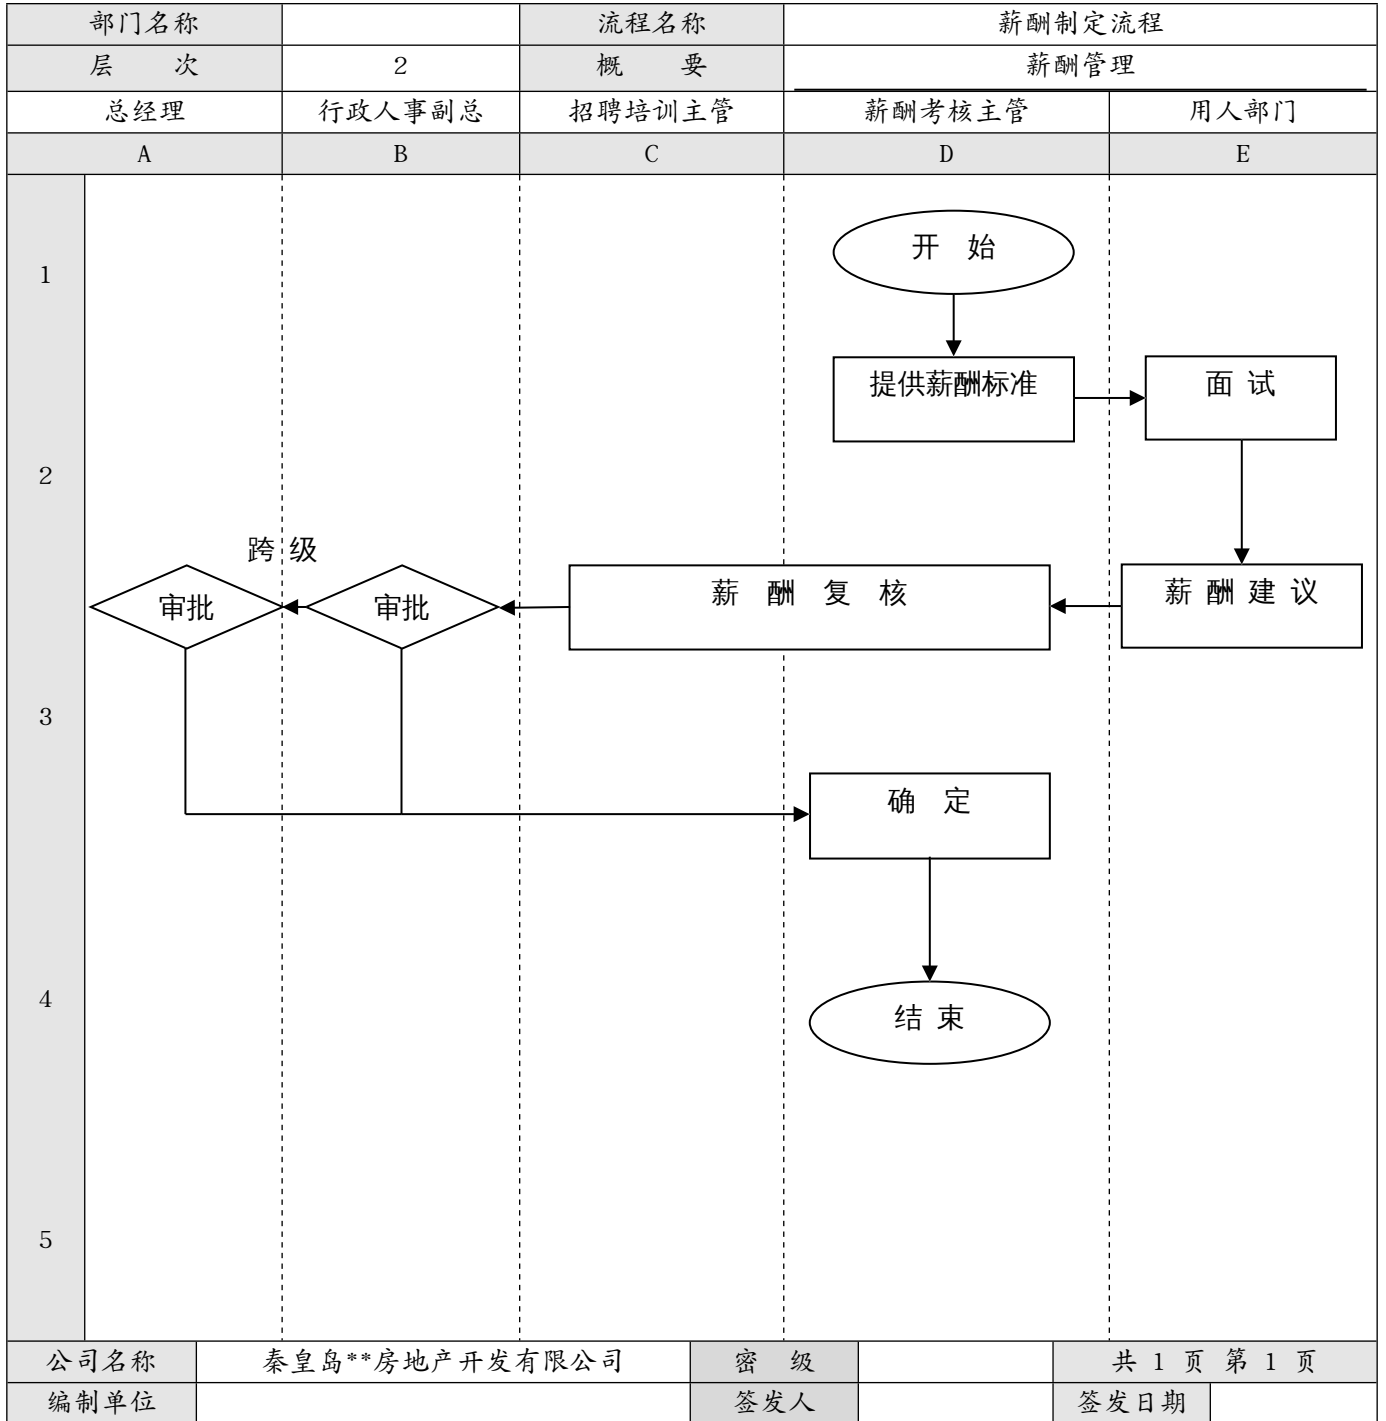 部门名称 流程名称 薪酬制定流程
层 次 2 概 要 薪酬管理
总经理 行政人事副总 招聘培训主管 薪酬考核主管 用人部门
A B C D E
1
开 始
提供薪酬标准 面 试
2
跨 级
审批 审批 薪 酬 复 核 薪 酬 建 议
3
确 定
4
结 束
5
公司名称 秦皇岛**房地产开发有限公司 密 级 共 1 页 第 1 页
编制单位 签发人 签发日期